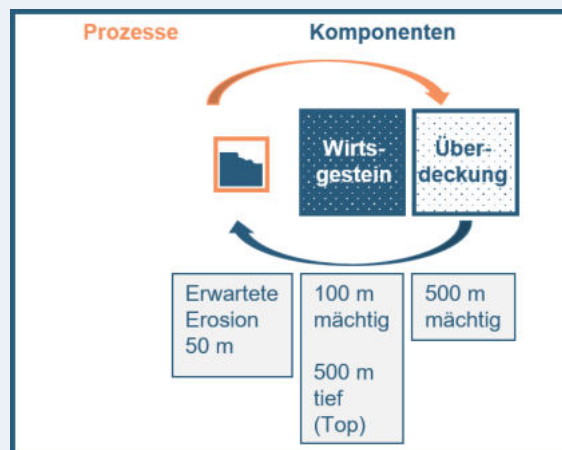 Prozesse
Komponenten
Wirts-
gestein
Über-
deckung
Erwartete
Erosion
50 m
100 m
mächtig
500 m
tief
(Top)
500 m
mächtig